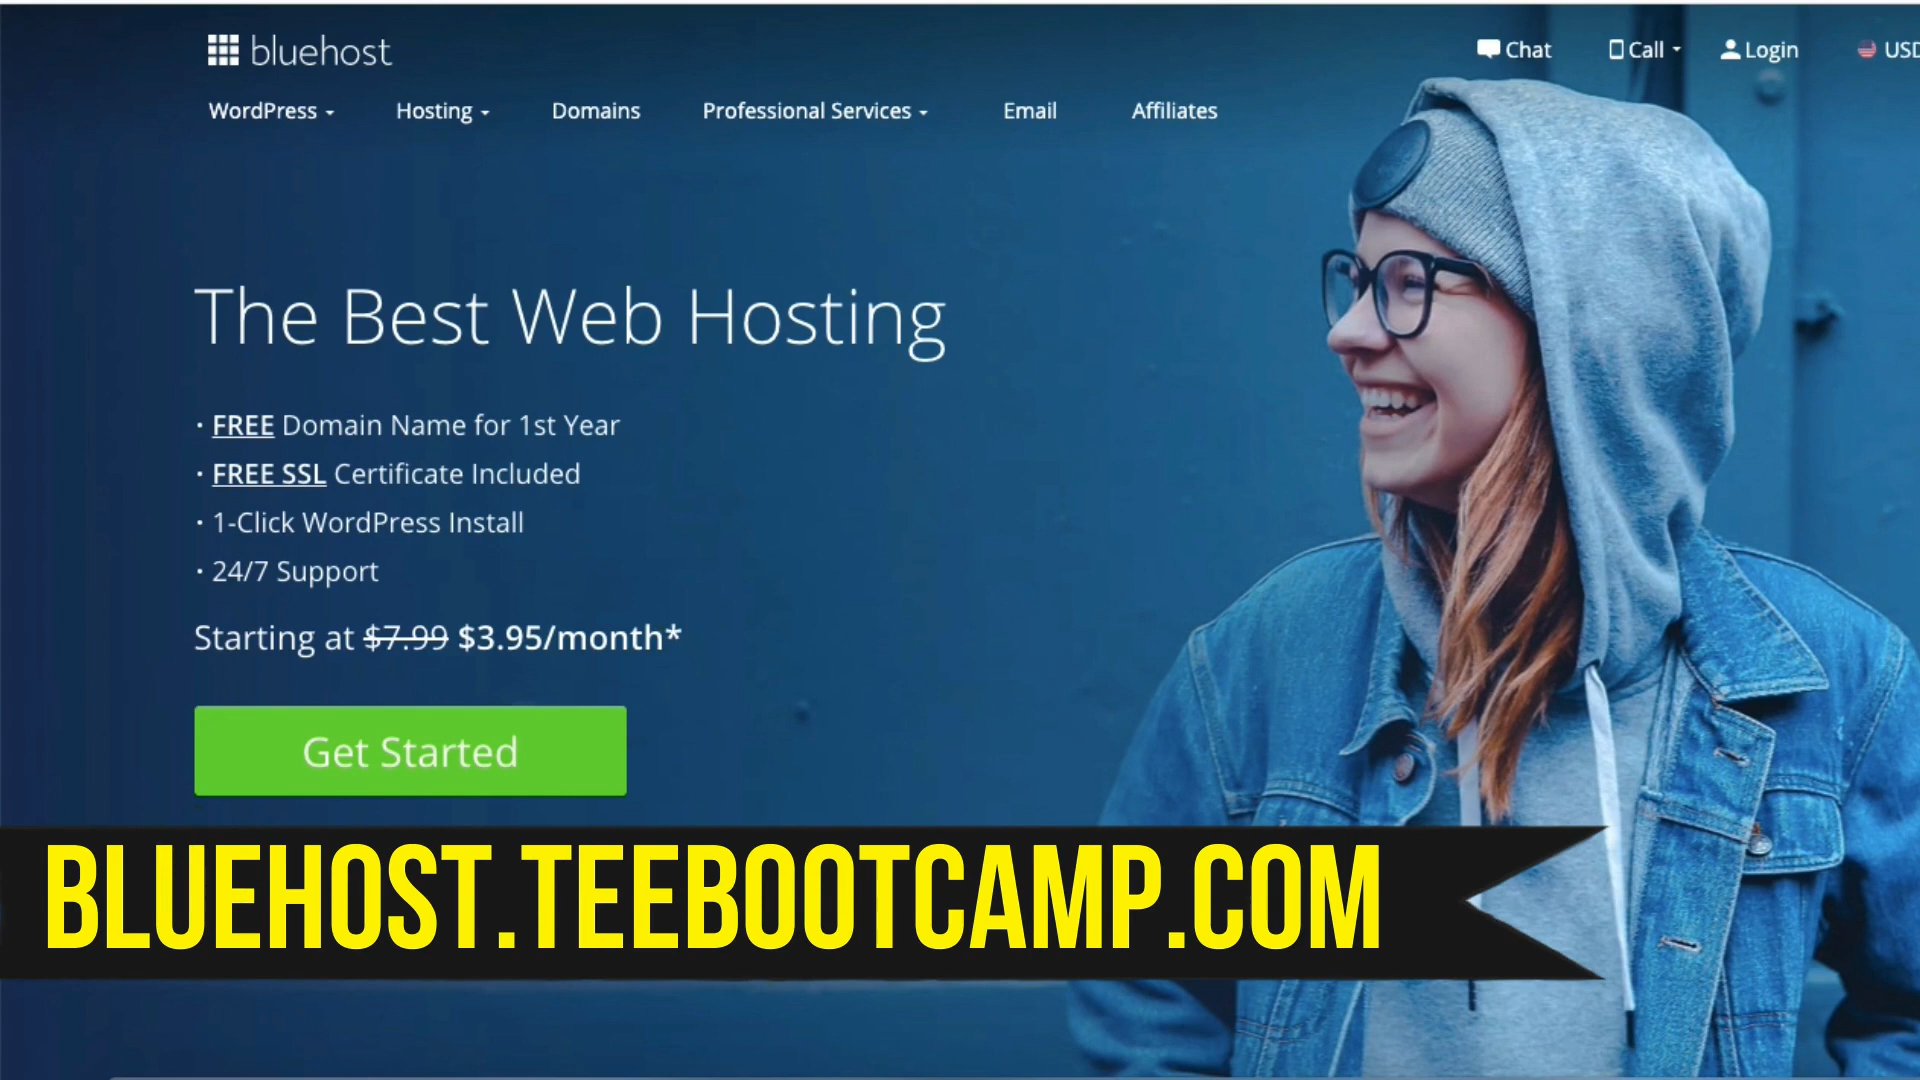 bluehost
Chat Call Login USD
WordPress Hosting Domains Professional Services Email Affiliates
The Best Web Hosting
· FREE Domain Name for 1st Year
· FREE SSL Certificate Included
· 1-Click WordPress Install
· 24/7 Support
Starting at $7.99 $3.95/month*
Get Started
BLUEHOST.TEEBOOTCAMP.COM